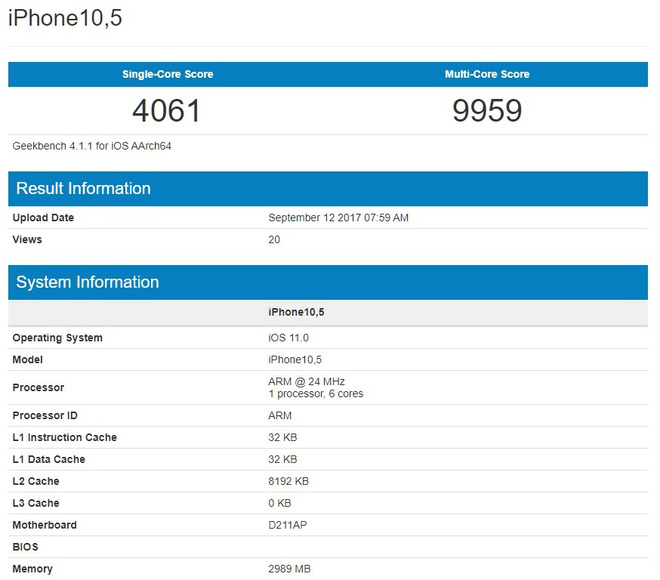 iPhone10,5
Single-Core Score Multi-Core Score
4061 9959
Geekbench 4.1.1 for iOS AArch64
Result Information
Upload Date September 12 2017 07:59 AM
Views 20
System Information
iPhone10,5
Operating System iOS 11.0
Model iPhone10,5
Processor ARM @ 24 MHz
1 processor, 6 cores
Processor ID ARM
L1 Instruction Cache 32 KB
L1 Data Cache 32 KB
L2 Cache 8192 KB
L3 Cache 0 KB
Motherboard D211AP
BIOS
Memory 2989 MB